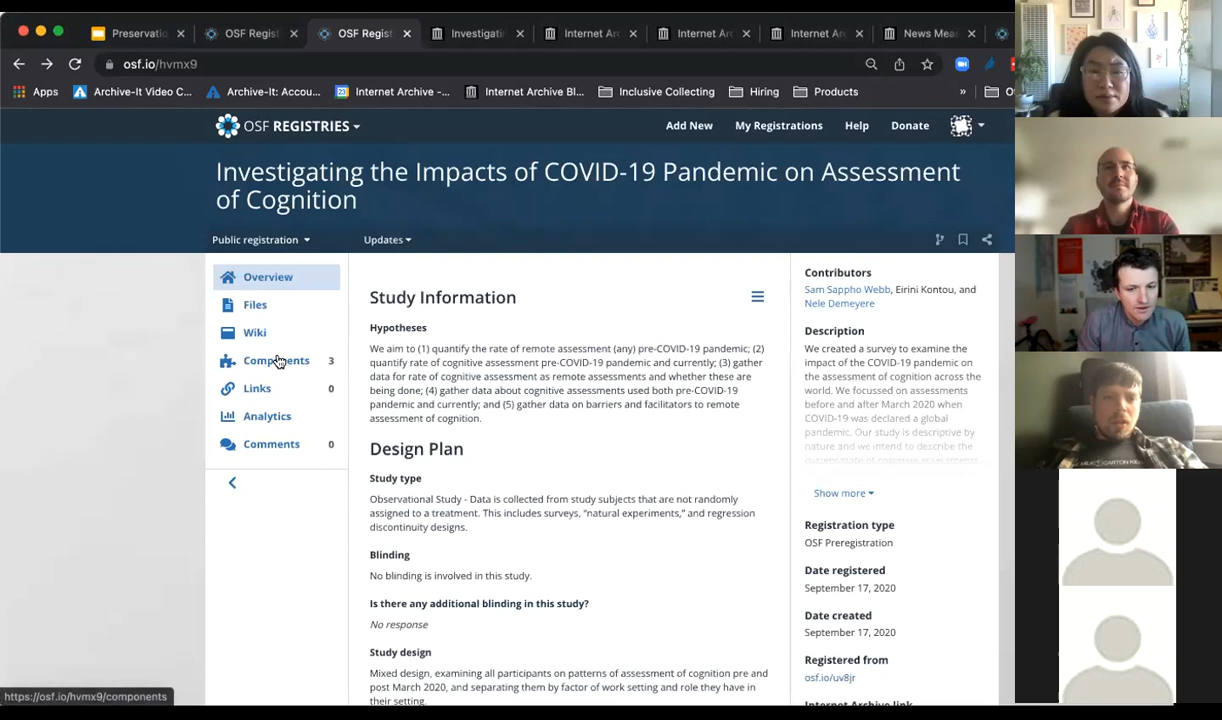 Preservatio
OSF Regist
OSF Regist
Investigati
Internet Ar
Internet Ar
Internet Ar
News Mea
osf.io/hvmx9
Apps
Archive-It Video C...
Archive-It: Accou...
Internet Archive -...
Internet Archive Bl...
Inclusive Collecting
Hiring
Products
»
OSF REGISTRIES
Add New
My Registrations
Help
Donate
Investigating the Impacts of COVID-19 Pandemic on Assessment
of Cognition
Public registration
Updates
Overview
Files
Wiki
Components 3
Links 0
Analytics
Comments 0
Study Information
Hypotheses
We aim to (1) quantify the rate of remote assessment (any) pre-COVID-19 pandemic; (2)
quantify rate of cognitive assessment pre-COVID-19 pandemic and currently; (3) gather
data for rate of cognitive assessment as remote assessments and whether these are
being done; (4) gather data about cognitive assessments used both pre-COVID-19
pandemic and currently; and (5) gather data on barriers and facilitators to remote
assessment of cognition.
Design Plan
Study type
Observational Study - Data is collected from study subjects that are not randomly
assigned to a treatment. This includes surveys, “natural experiments,” and regression
discontinuity designs.
Blinding
No blinding is involved in this study.
Is there any additional blinding in this study?
No response
Study design
Mixed design, examining all participants on patterns of assessment of cognition pre and
post March 2020, and separating them by factor of work setting and role they have in
their setting.
Contributors
Sam Sappho Webb, Eirini Kontou, and
Nele Demeyere
Description
We created a survey to examine the
impact of the COVID-19 pandemic on
the assessment of cognition across the
world. We focussed on assessments
before and after March 2020 when
COVID-19 was declared a global
pandemic. Our study is descriptive by
nature and we intend to describe the
Show more
Registration type
OSF Preregistration
Date registered
September 17, 2020
Date created
September 17, 2020
Registered from
osf.io/uv8jr
Internet Archive link
https://osf.io/hvmx9/components